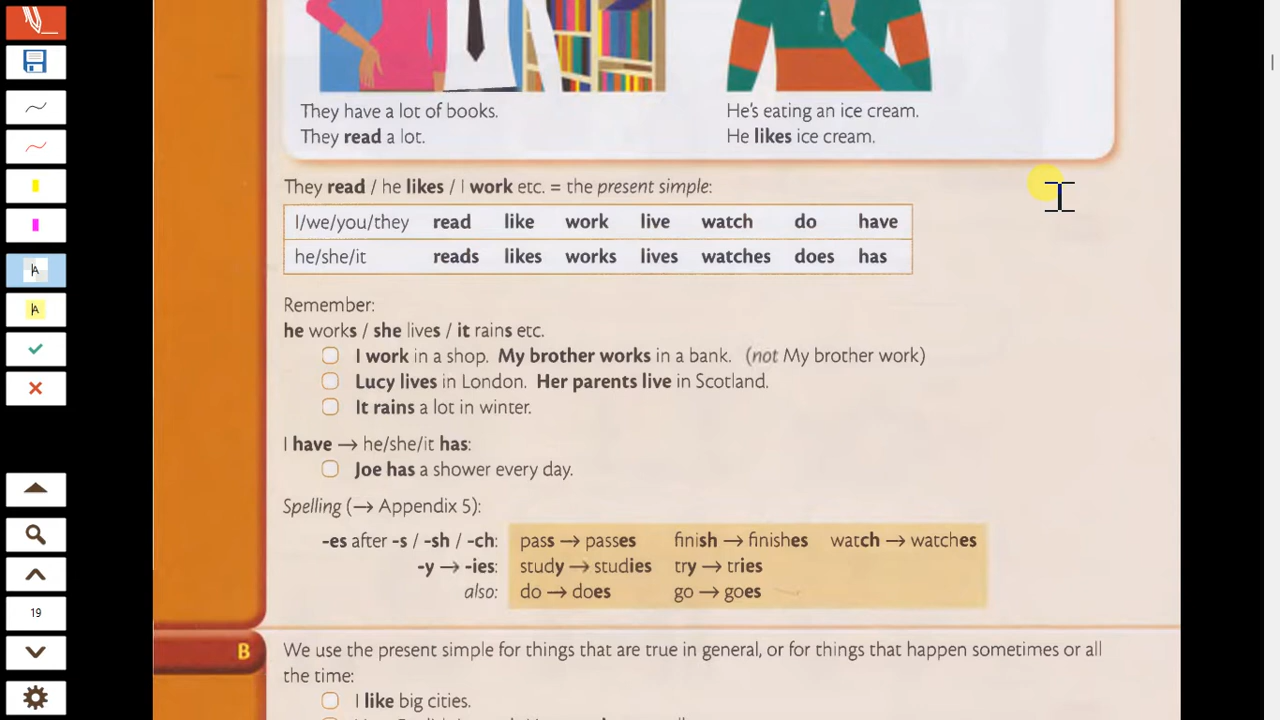 They have a lot of books.
They read a lot.
He's eating an ice cream.
He likes ice cream.
They read / he likes / I work etc. = the present simple:
I/we/you/they read like work live watch do have
he/she/it reads likes works lives watches does has
Remember:
he works / she lives / it rains etc.
I work in a shop. My brother works in a bank. (not My brother work)
Lucy lives in London. Her parents live in Scotland.
It rains a lot in winter.
I have → he/she/it has:
Joe has a shower every day.
Spelling (→ Appendix 5):
-es after -s / -sh / -ch: pass → passes finish → finishes watch → watches
-y → -ies: study → studies try → tries
also: do → does go → goes
B We use the present simple for things that are true in general, or for things that happen sometimes or all
the time:
I like big cities.
A
A
19